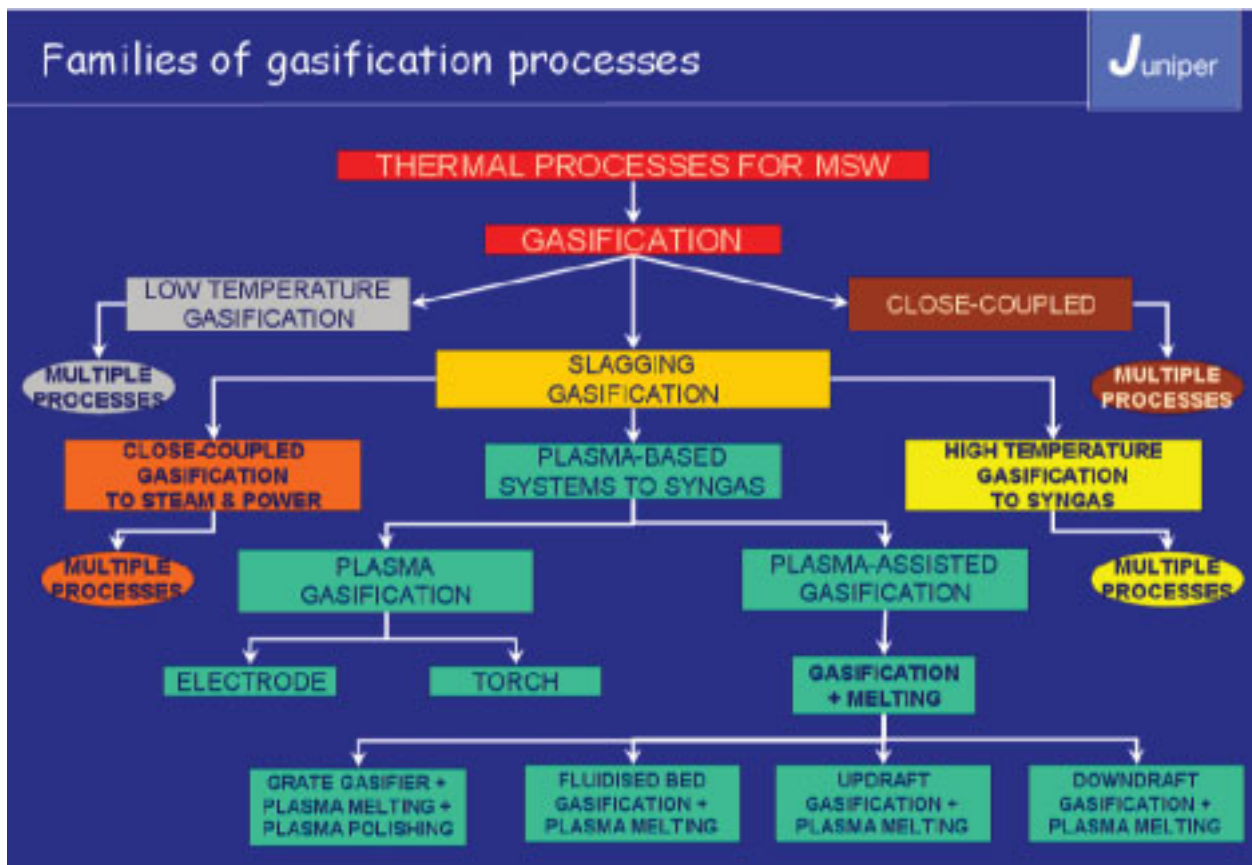 Families of gasification processes
Juniper
THERMAL PROCESSES FOR MSW
GASIFICATION
LOW TEMPERATURE
GASIFICATION
CLOSE-COUPLED
MULTIPLE
PROCESSES
SLAGGING
GASIFICATION
MULTIPLE
PROCESSES
CLOSE-COUPLED
GASIFICATION
TO STEAM & POWER
PLASMA-BASED
SYSTEMS TO SYNGAS
HIGH TEMPERATURE
GASIFICATION
TO SYNGAS
MULTIPLE
PROCESSES
PLASMA
GASIFICATION
PLASMA-ASSISTED
GASIFICATION
MULTIPLE
PROCESSES
ELECTRODE
TORCH
GASIFICATION
+ MELTING
GRATE GASIFIER +
PLASMA MELTING +
PLASMA POLISHING
FLUIDISED BED
GASIFICATION +
PLASMA MELTING
UPDRAFT
GASIFICATION +
PLASMA MELTING
DOWNDRAFT
GASIFICATION +
PLASMA MELTING